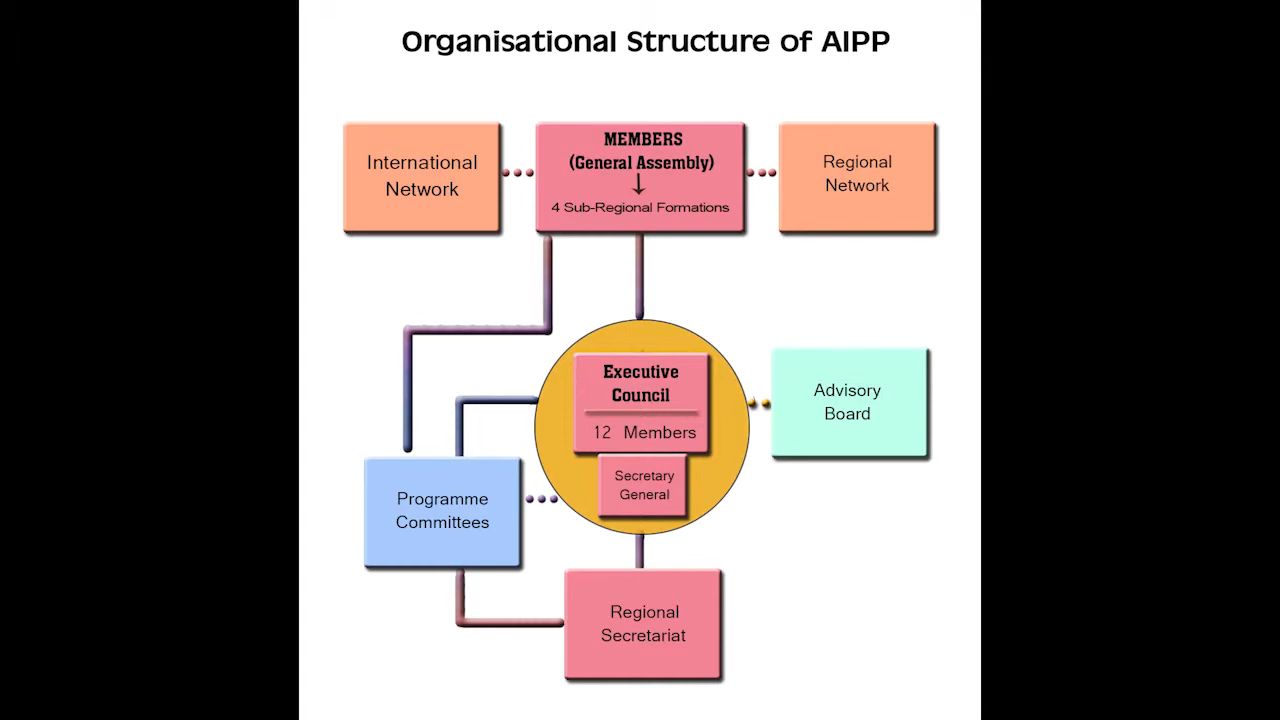 Organisational Structure of AIPP
International
Network
MEMBERS
(General Assembly)
4 Sub-Regional Formations
Regional
Network
Executive
Council
12 Members
Secretary
General
Advisory
Board
Programme
Committees
Regional
Secretariat